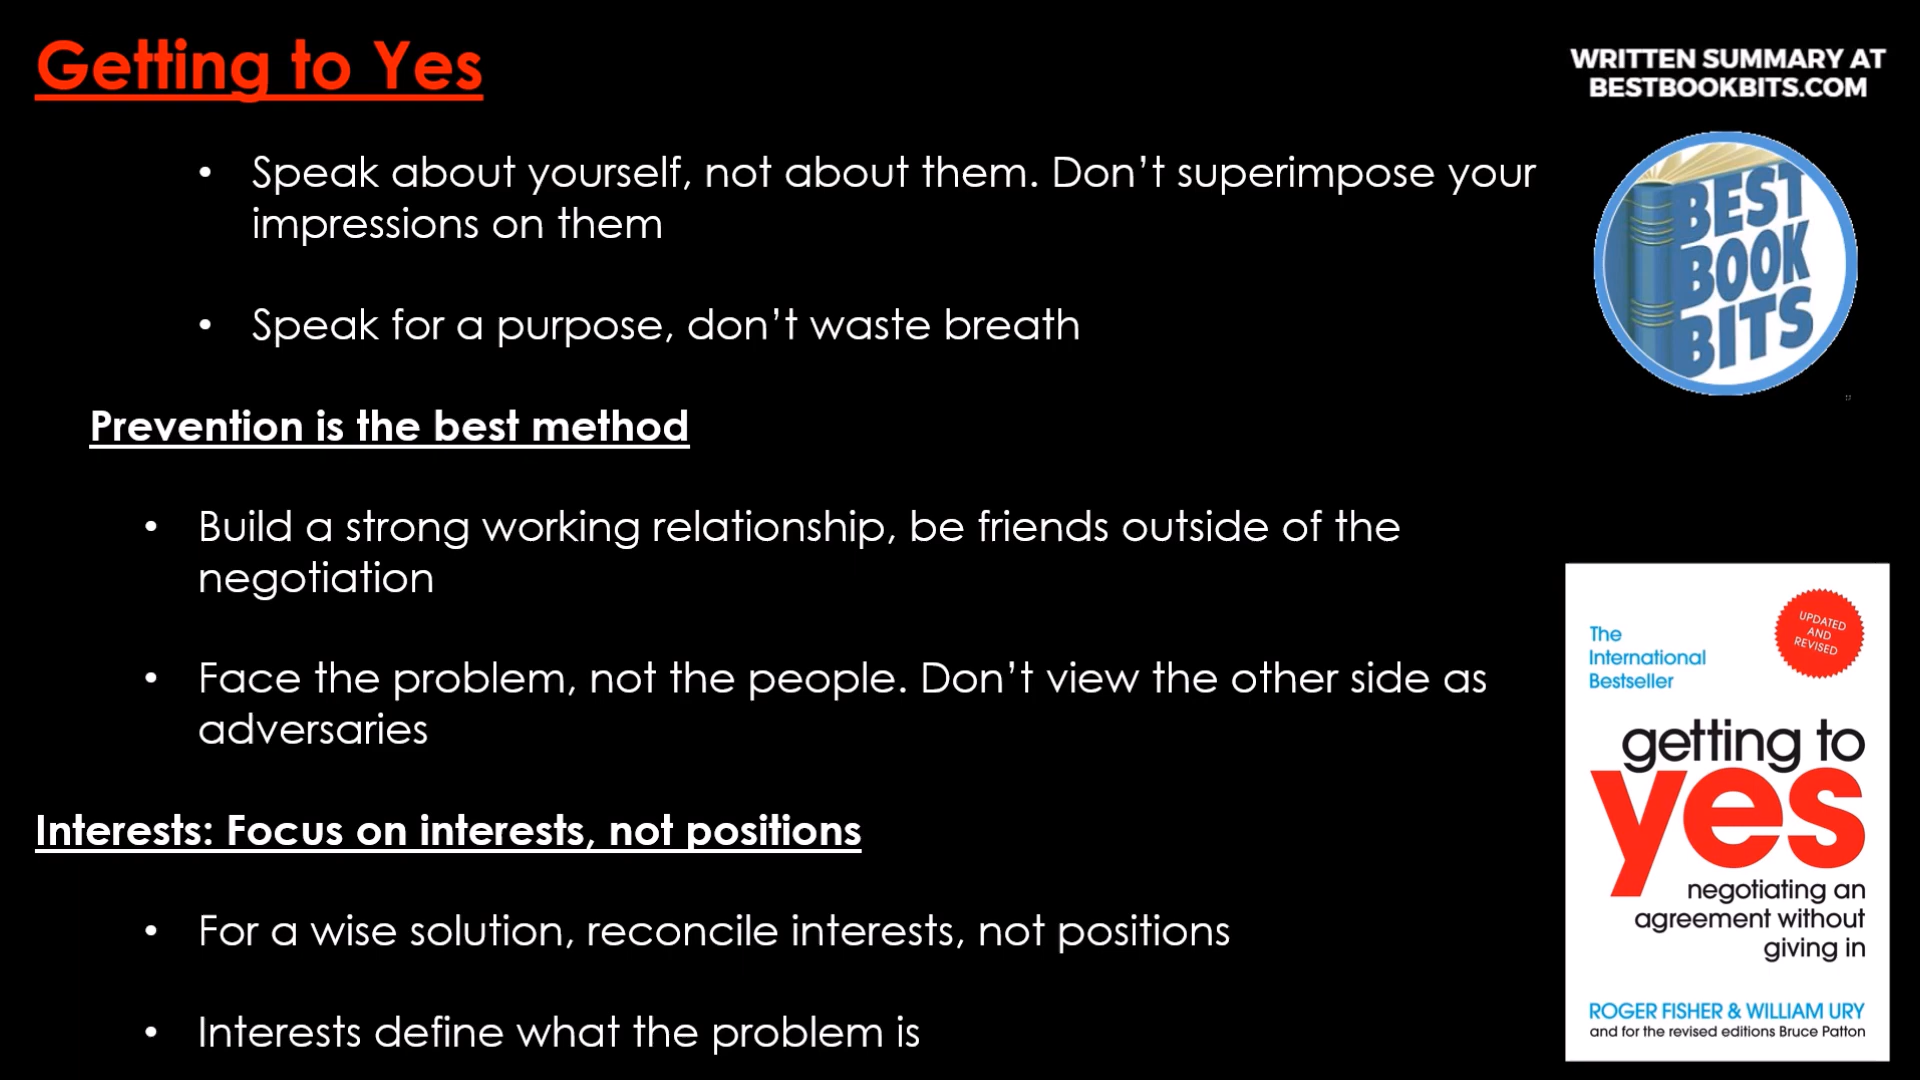 Getting to Yes
WRITTEN SUMMARY AT
BESTBOOKBITS.COM
• Speak about yourself, not about them. Don’t superimpose your
impressions on them
• Speak for a purpose, don’t waste breath
BEST
BOOK
BITS
Prevention is the best method
• Build a strong working relationship, be friends outside of the
negotiation
• Face the problem, not the people. Don’t view the other side as
adversaries
Interests: Focus on interests, not positions
• For a wise solution, reconcile interests, not positions
• Interests define what the problem is
The
International
Bestseller
UPDATED
AND
REVISED
getting to
yes
negotiating an
agreement without
giving in
ROGER FISHER & WILLIAM URY
and for the revised editions Bruce Patton